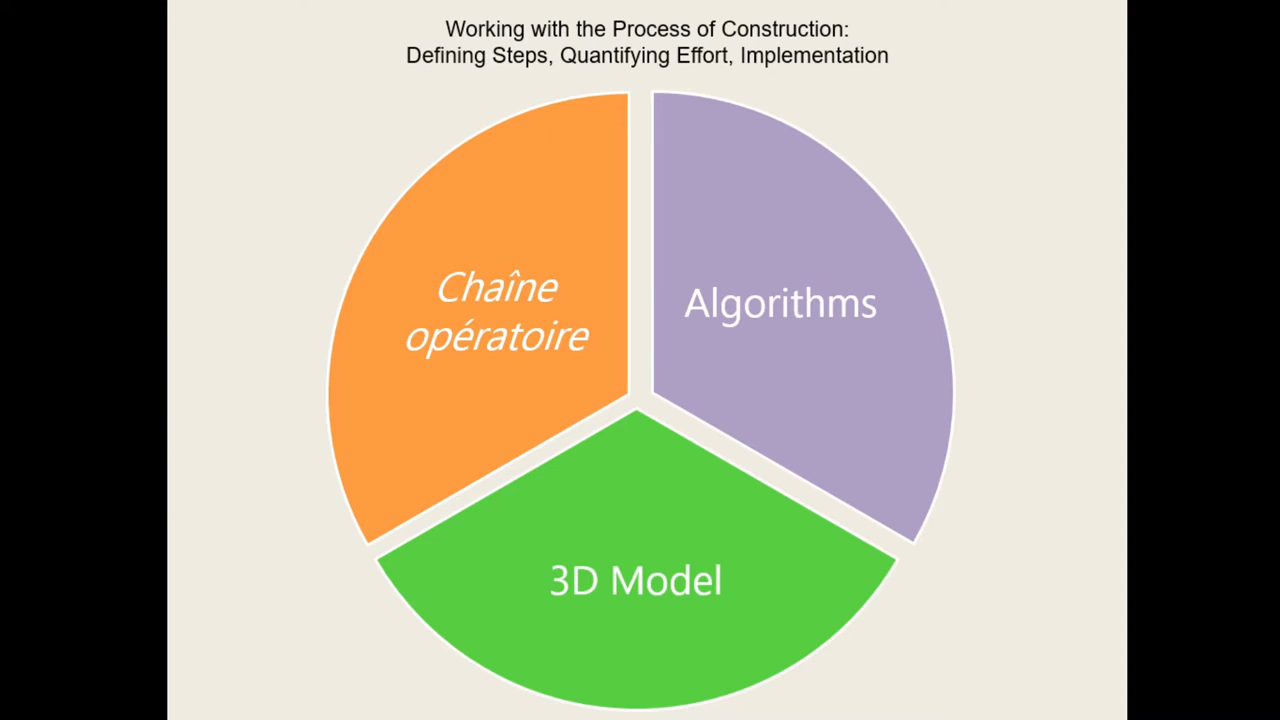 Working with the Process of Construction:
Defining Steps, Quantifying Effort, Implementation
Chaîne
opératoire
Algorithms
3D Model